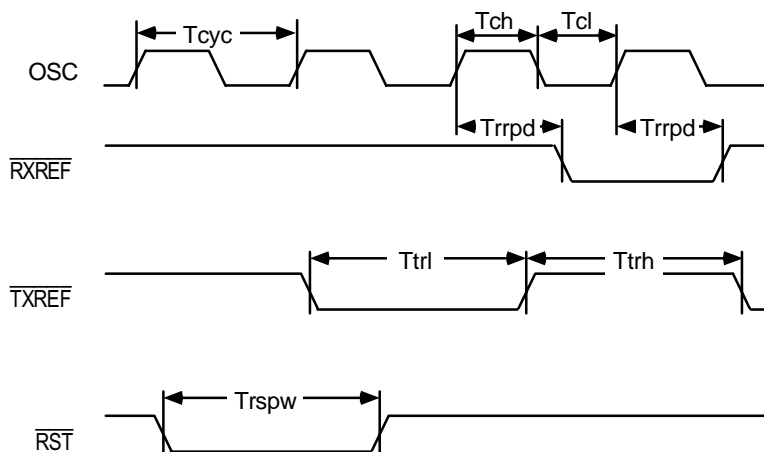 Tcyc
Tch
Tcl
OSC
Trrpd
Trrpd
RXREF
Ttrl
Ttrh
TXREF
Trspw
RST